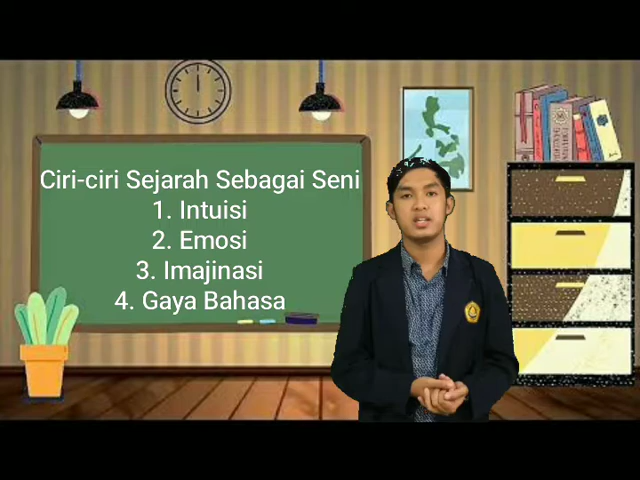 Ciri-ciri Sejarah Sebagai Seni
1. Intuisi
2. Emosi
3. Imajinasi
4. Gaya Bahasa